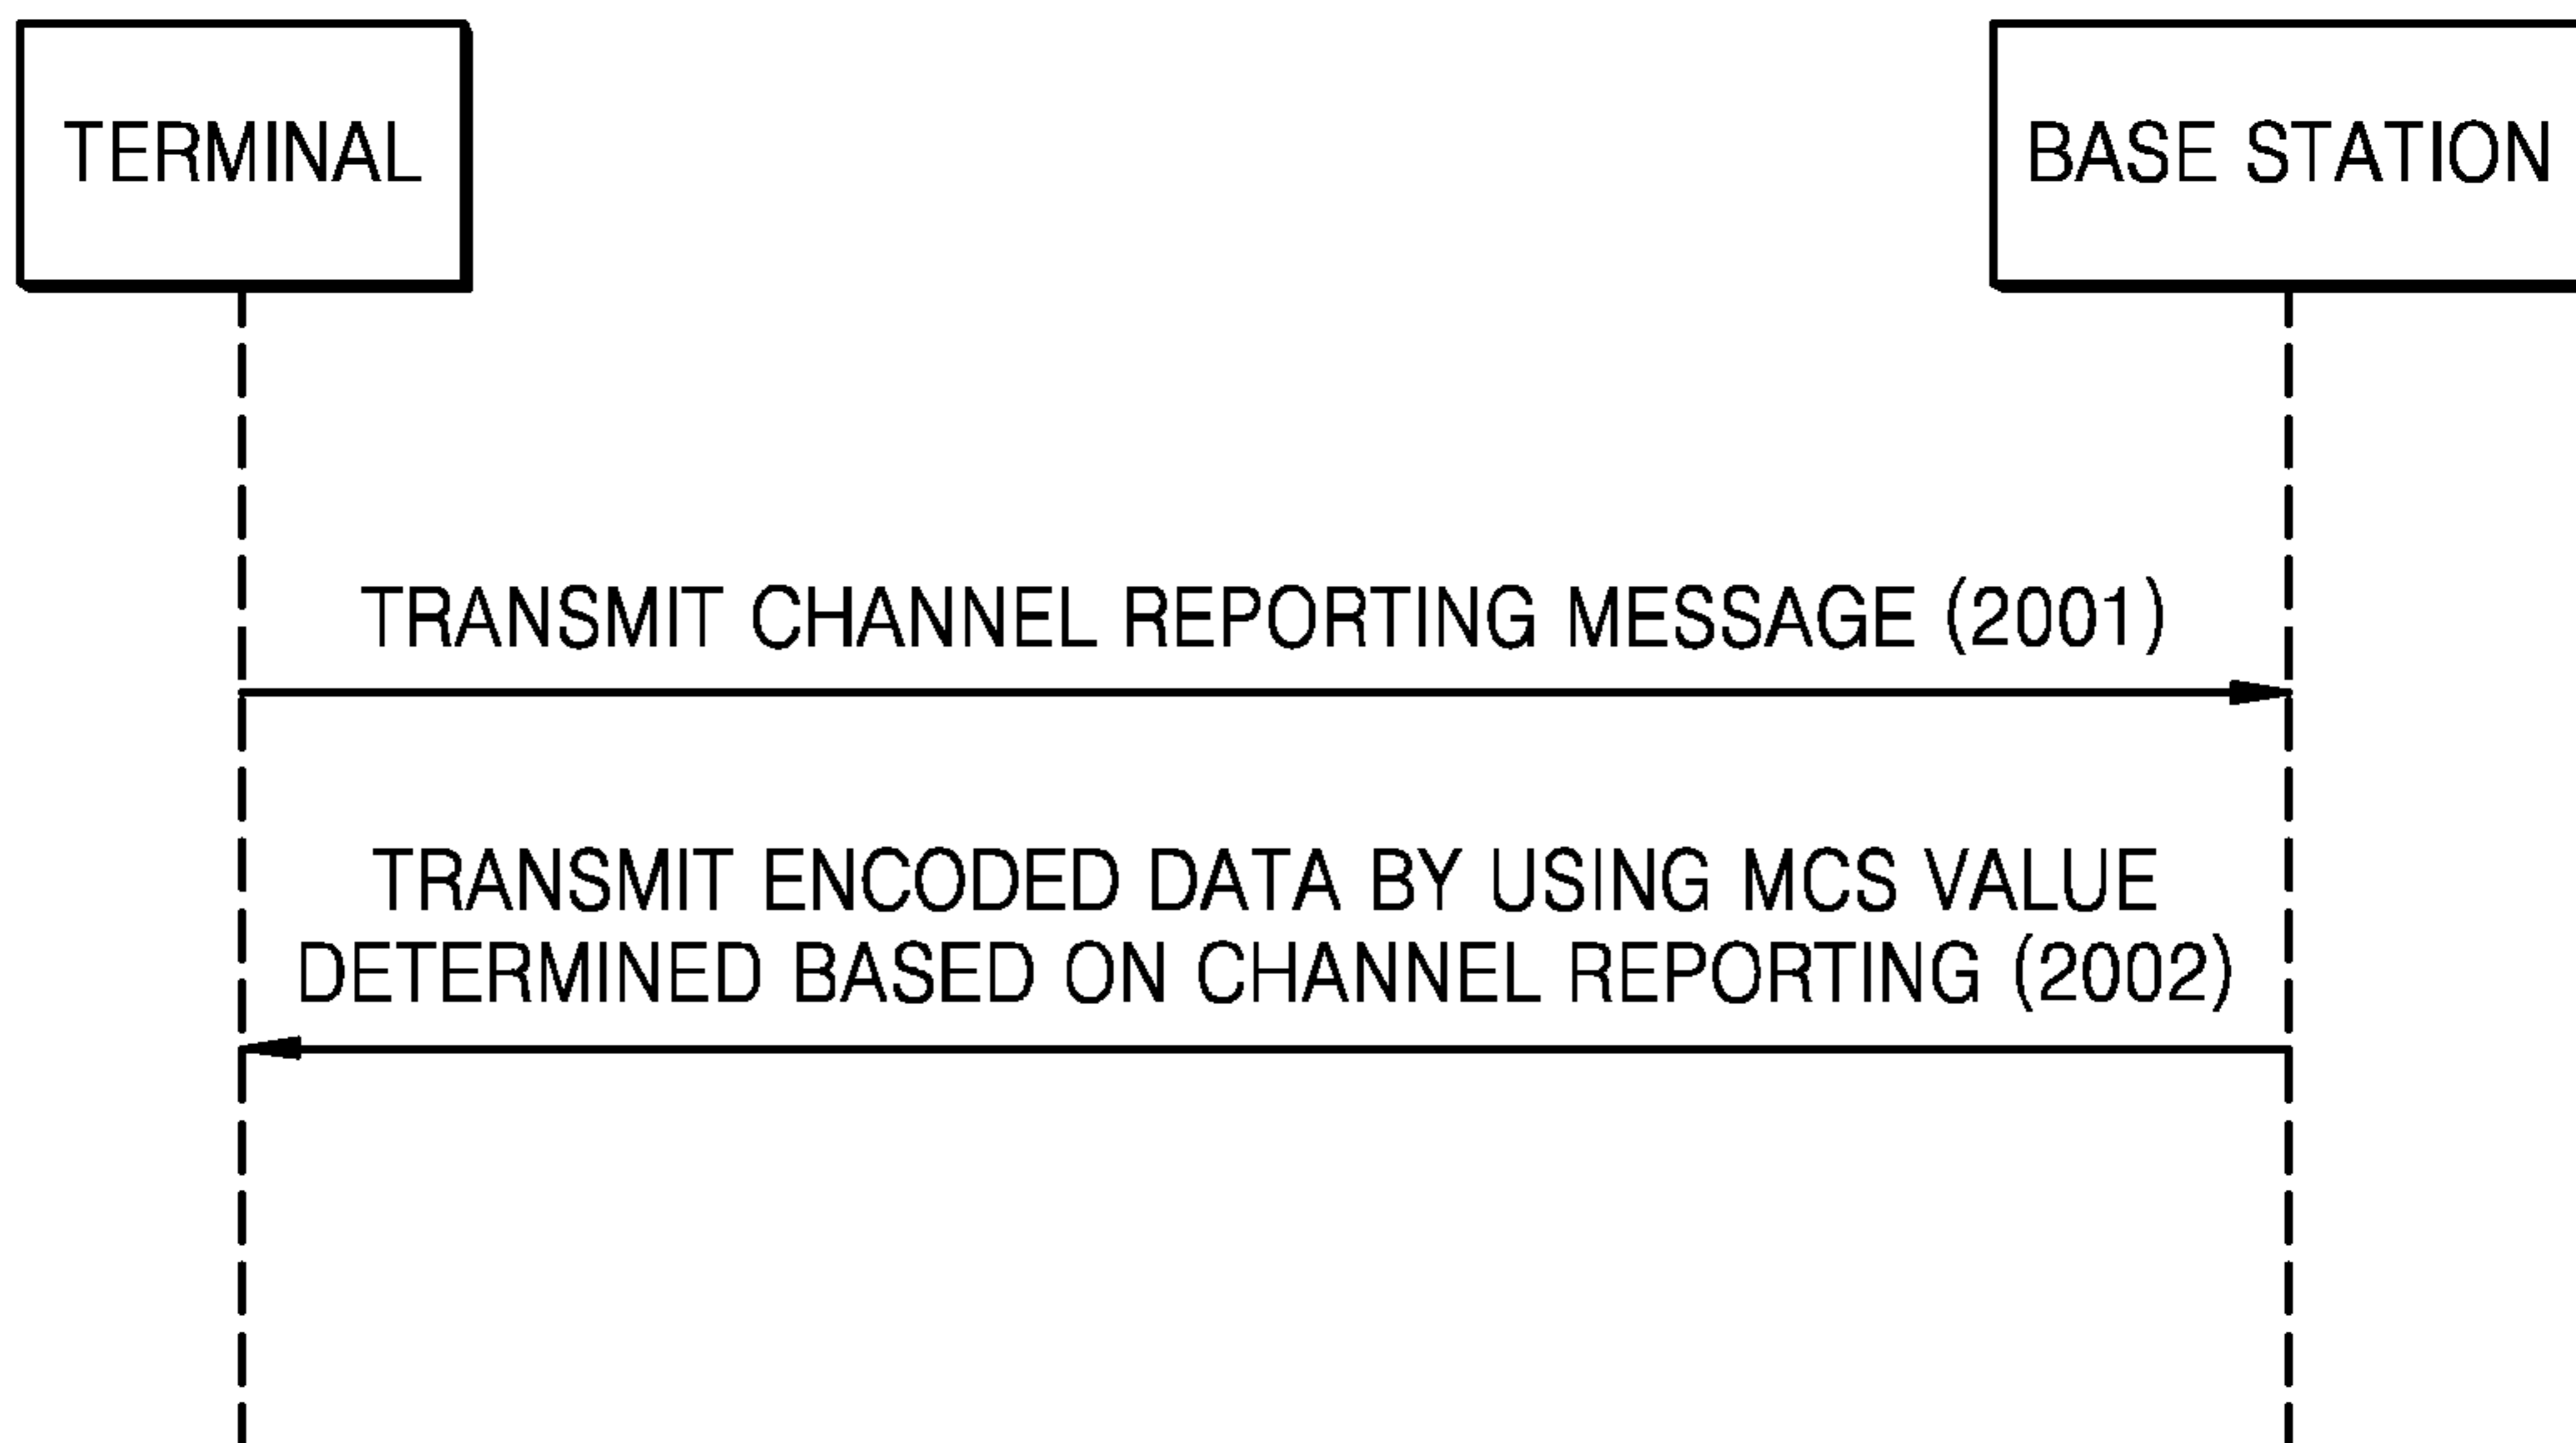 TERMINAL
BASE STATION
TRANSMIT CHANNEL REPORTING MESSAGE (2001)
TRANSMIT ENCODED DATA BY USING MCS VALUE
DETERMINED BASED ON CHANNEL REPORTING (2002)